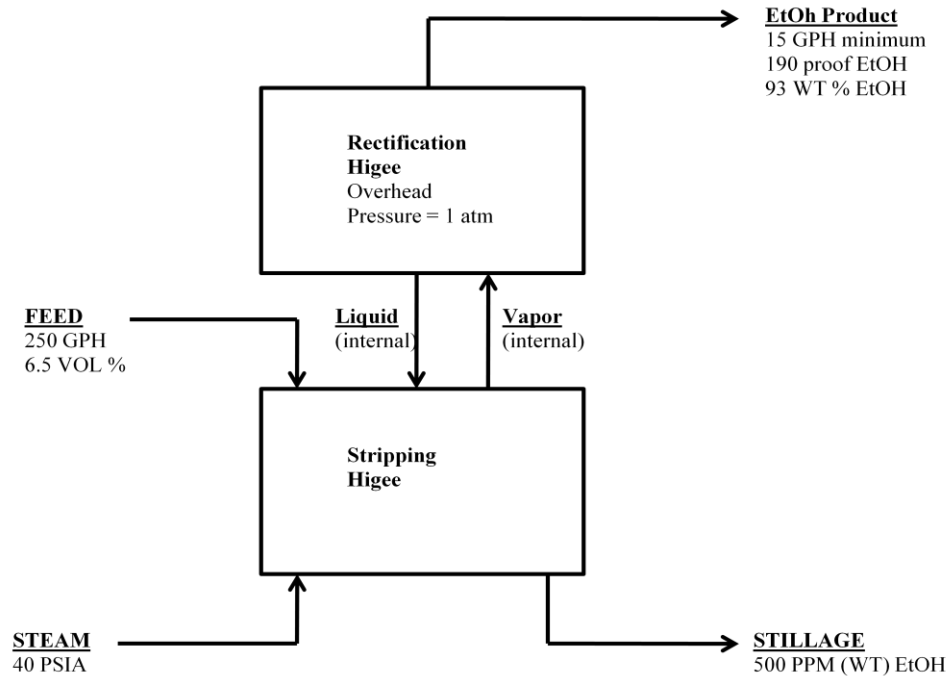 EtOh Product
15 GPH minimum
190 proof EtOH
93 WT % EtOH
Rectification
Higee
Overhead
Pressure = 1 atm
FEED
250 GPH
6.5 VOL %
Liquid
(internal)
Vapor
(internal)
Stripping
Higee
STEAM
40 PSIA
STILLAGE
500 PPM (WT) EtOH